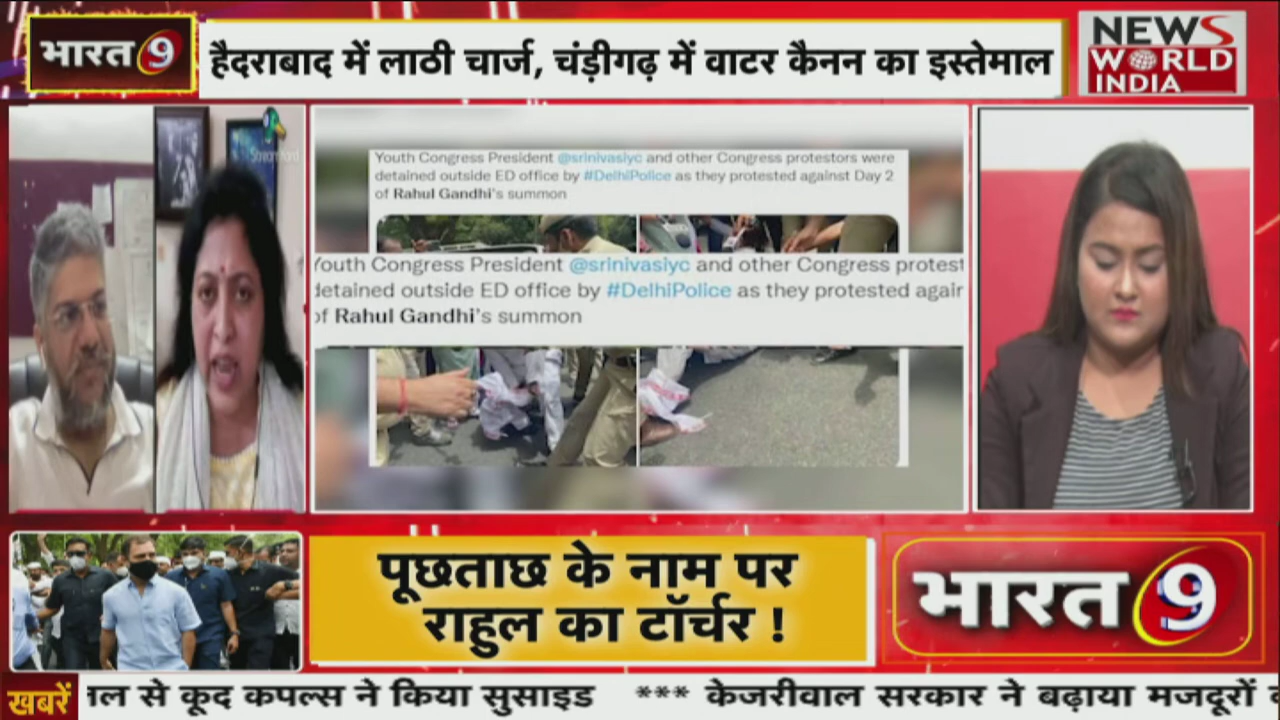 भारत 9
हैदराबाद में लाठी चार्ज, चंड़ीगढ़ में वाटर कैनन का इस्तेमाल
NEWS
WORLD
INDIA
Youth Congress President @srinivasiyc and other Congress protestors were
detained outside ED office by #DelhiPolice as they protested against Day 2
of Rahul Gandhi's summon
Youth Congress President @srinivasiyc and other Congress protest
detained outside ED office by #DelhiPolice as they protested again
of Rahul Gandhi's summon
पूछताछ के नाम पर
राहुल का टॉर्चर !
भारत 9
खबरें
से कूद कपल्स ने किया सुसाइड *** केजरीवाल सरकार ने बढ़ाया मजदूरों